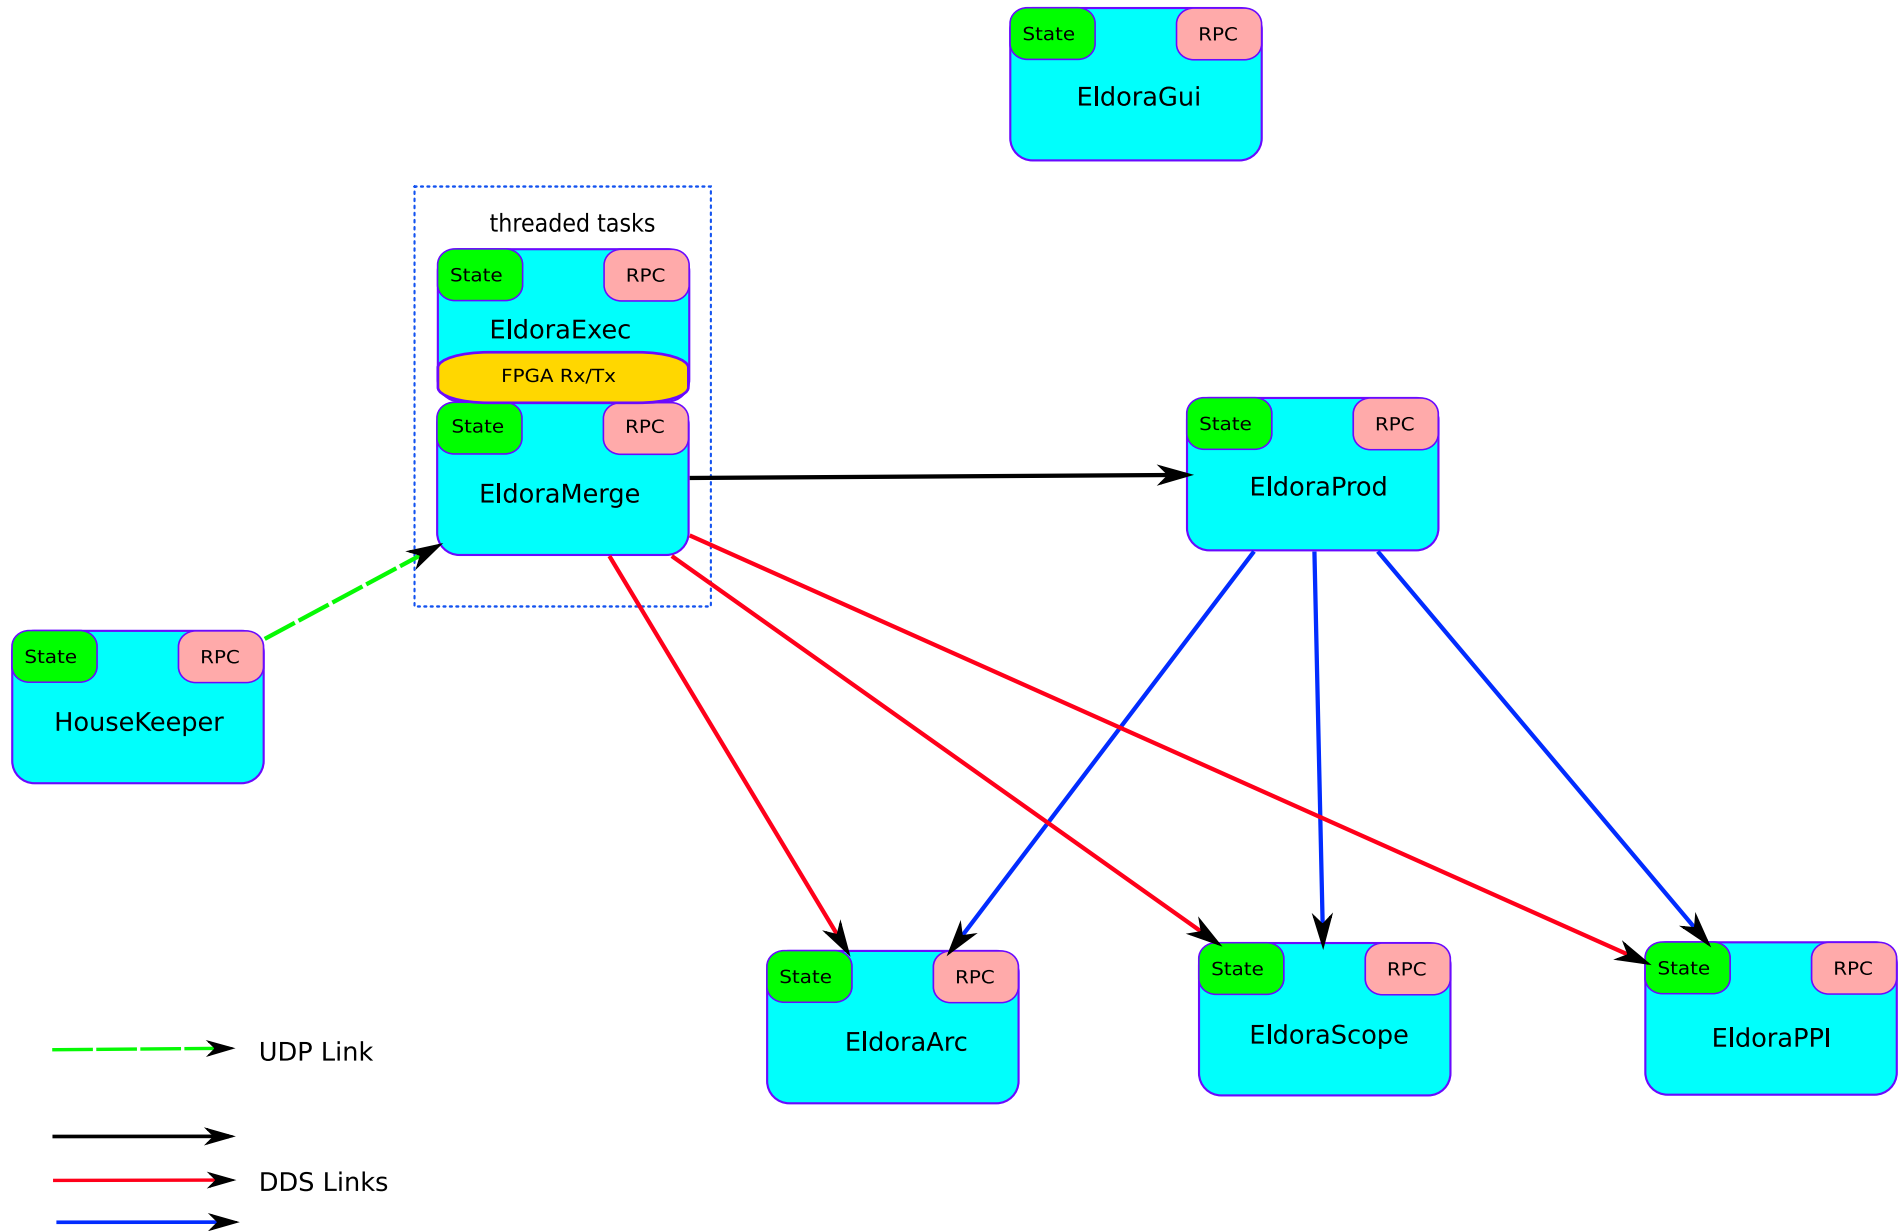 State RPC
EldoraGui
threaded tasks
State RPC
EldoraExec
FPGA Rx/Tx
State RPC
EldoraMerge
State RPC
EldoraProd
State RPC
HouseKeeper
State RPC
EldoraArc
State RPC
EldoraScope
State RPC
EldoraPPI
UDP Link
DDS Links